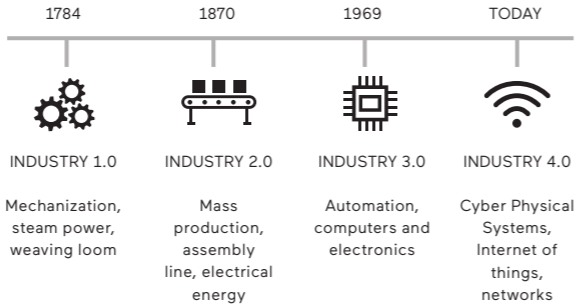 1784
1870
1969
TODAY
INDUSTRY 1.0
INDUSTRY 2.0
INDUSTRY 3.0
INDUSTRY 4.0
Mechanization,
steam power,
weaving loom
Mass
production,
assembly
line, electrical
energy
Automation,
computers and
electronics
Cyber Physical
Systems,
Internet of
things,
networks